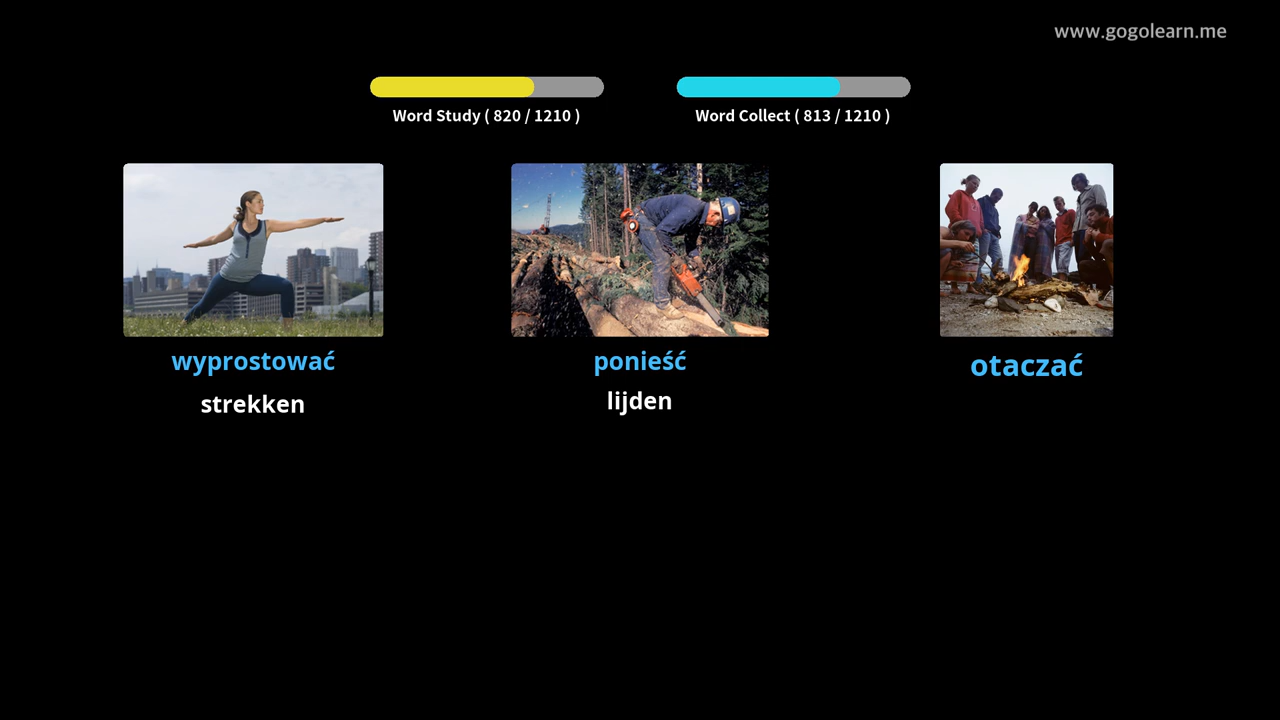 www.gogolearn.me
Word Study ( 820 / 1210 )
Word Collect ( 813 / 1210 )
wyprostować
ponieść
otaczać
strekken
lijden